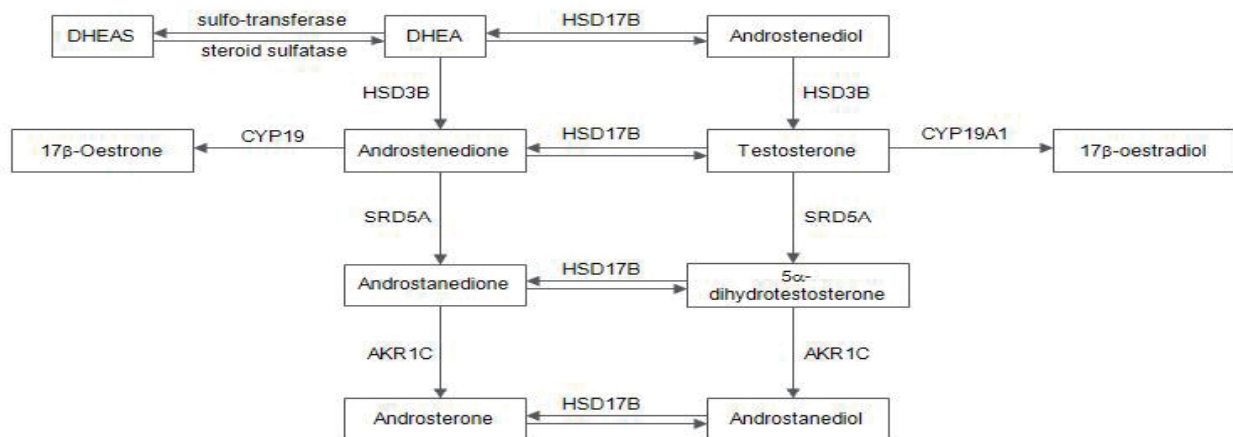 sulfo-transferase
HSD17B
DHEAS
DHEA
Androstenediol
steroid sulfatase
HSD3B
HSD3B
CYP19
HSD17B
CYP19A1
17β-Oestrone
Androstenedione
Testosterone
17β-oestradiol
SRD5A
SRD5A
HSD17B
Androstanedione
5α-
dihydrotestosterone
AKR1C
AKR1C
HSD17B
Androsterone
Androstanediol